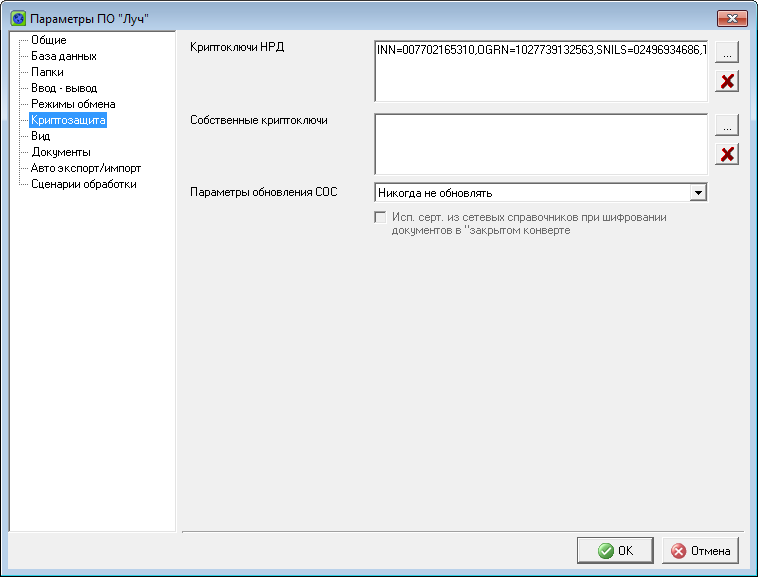 Параметры ПО "Луч"
Общие
База данных
Папки
Ввод - вывод
Режимы обмена
Криптозащита
Вид
Документы
Авто экспорт/импорт
Сценарии обработки
Криптоключи НРД
INN=007702165310,OGRN=1027739132563,SNILS=02496934686,T
...
Собственные криптоключи
...
Параметры обновления СОС
Никогда не обновлять
Исп. серт. из сетевых справочников при шифровании
документов в "закрытом конверте
OK
Отмена